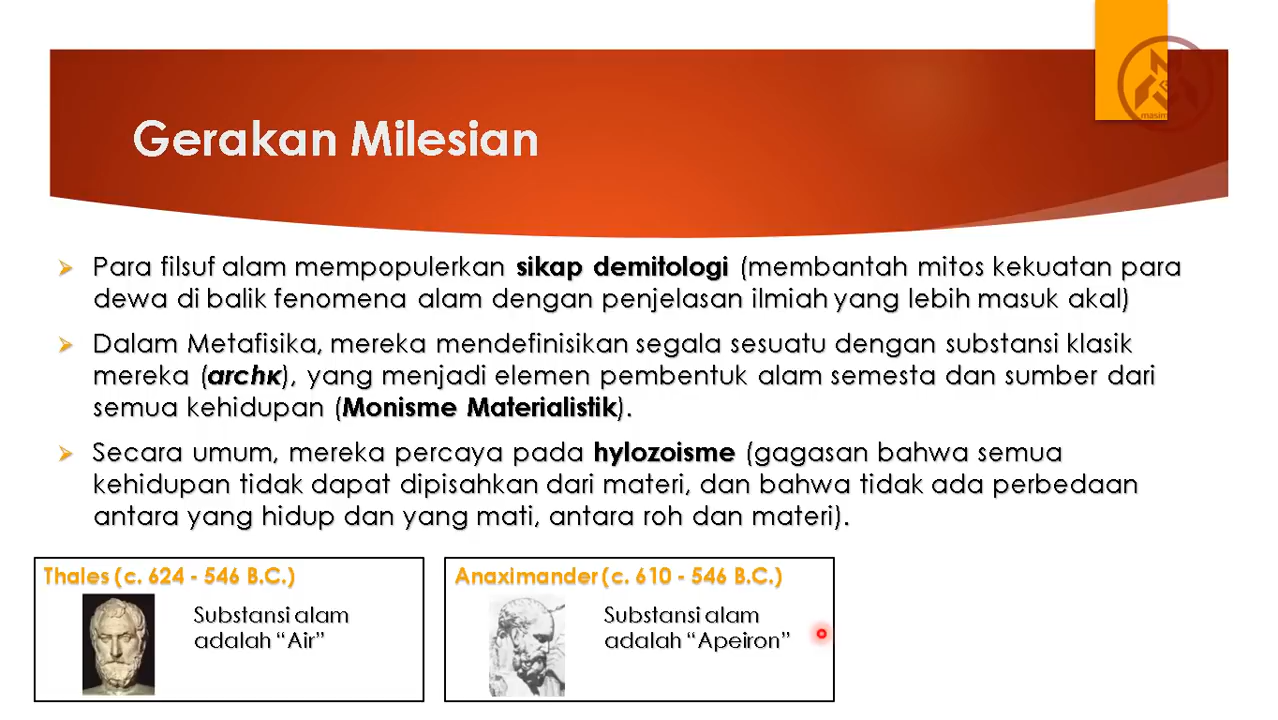 masim
Gerakan Milesian
Para filsuf alam mempopulerkan sikap demitologi (membantah mitos kekuatan para
dewa di balik fenomena alam dengan penjelasan ilmiah yang lebih masuk akal)
Dalam Metafisika, mereka mendefinisikan segala sesuatu dengan substansi klasik
mereka (archĸ), yang menjadi elemen pembentuk alam semesta dan sumber dari
semua kehidupan (Monisme Materialistik).
Secara umum, mereka percaya pada hylozoisme (gagasan bahwa semua
kehidupan tidak dapat dipisahkan dari materi, dan bahwa tidak ada perbedaan
antara yang hidup dan yang mati, antara roh dan materi).
Thales (c. 624 - 546 B.C.)
Substansi alam
adalah “Air”
Anaximander (c. 610 - 546 B.C.)
Substansi alam
adalah “Apeiron”